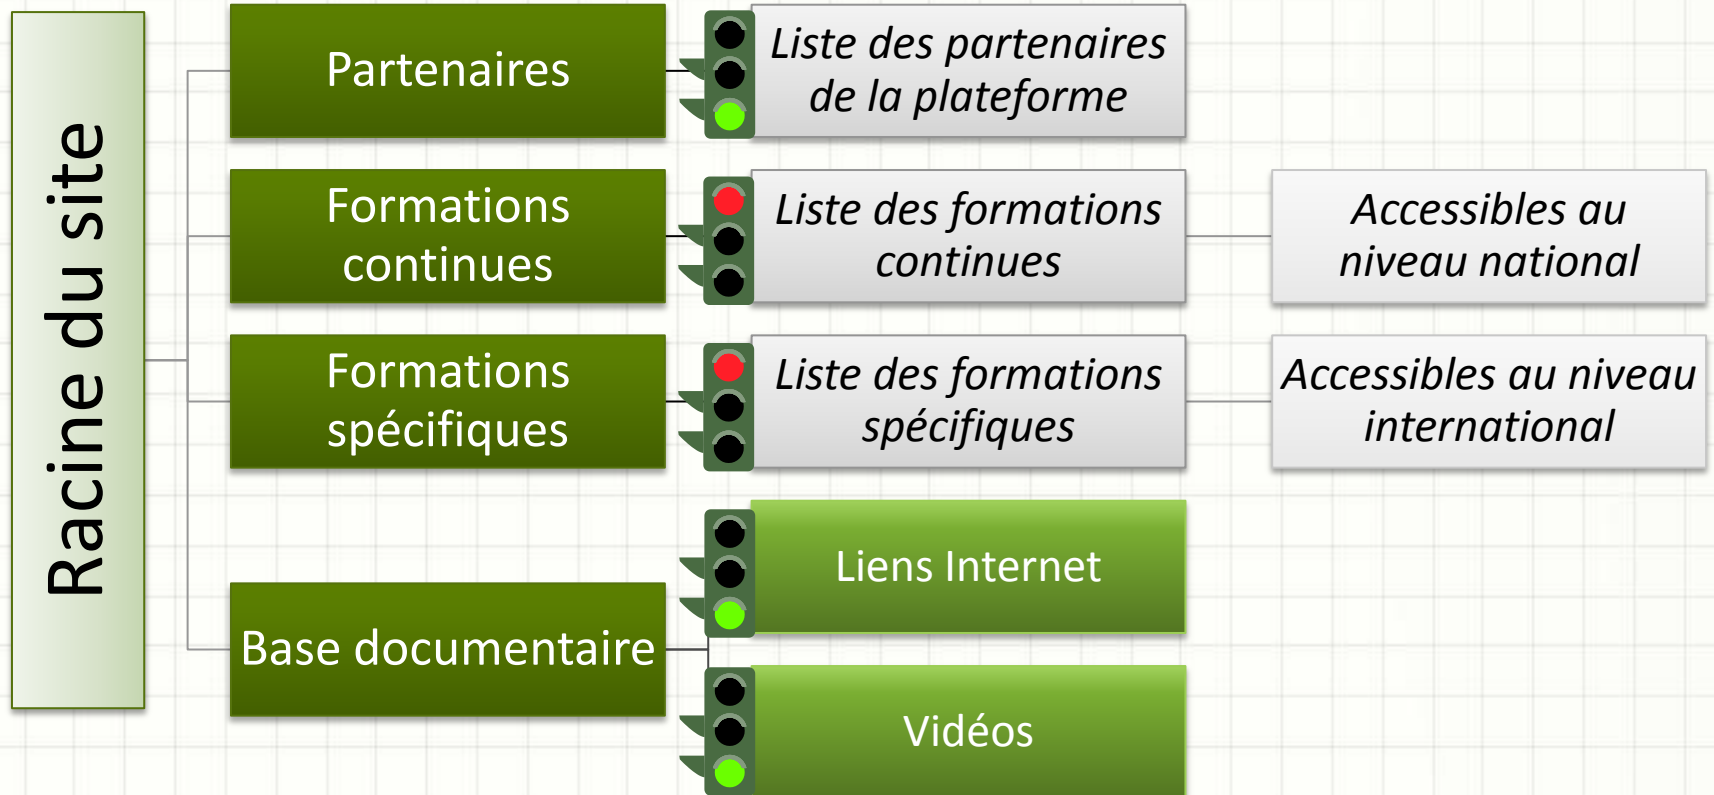 Racine du site
Partenaires
Liste des partenaires
de la plateforme
Formations
continues
Liste des formations
continues
Accessibles au
niveau national
Formations
spécifiques
Liste des formations
spécifiques
Accessibles au niveau
international
Base documentaire
Liens Internet
Vidéos